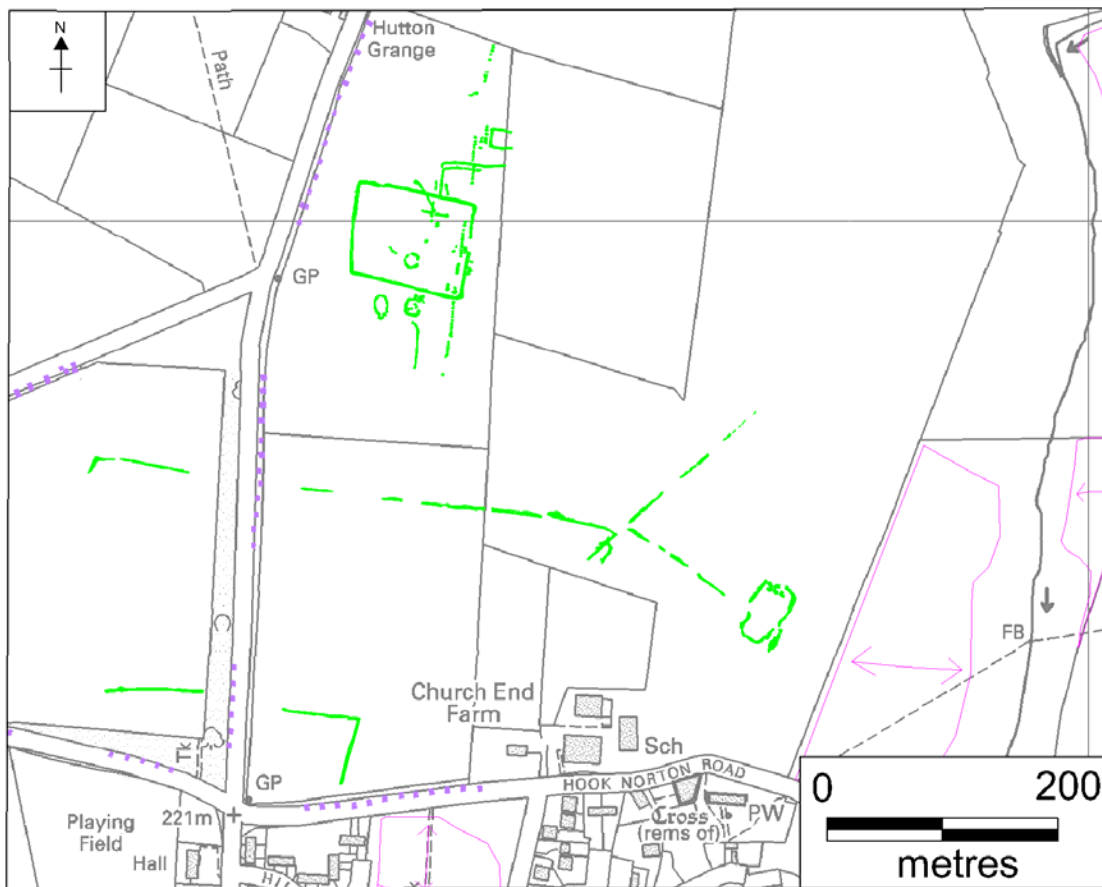 N
Hutton
Grange
Path
GP
FB
Church End
Farm
Sch
Tk
GP
HOOK NORTON ROAD
221m
Cross
(rems of)
PW
Playing
Field
Hall
0 200
metres